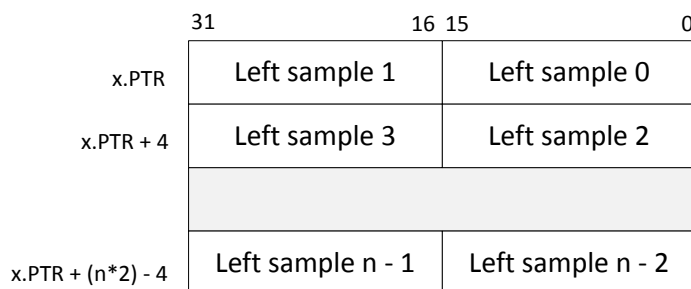 31 16 15 0
x.PTR Left sample 1 Left sample 0
x.PTR + 4 Left sample 3 Left sample 2
x.PTR + (n*2) - 4 Left sample n - 1 Left sample n - 2